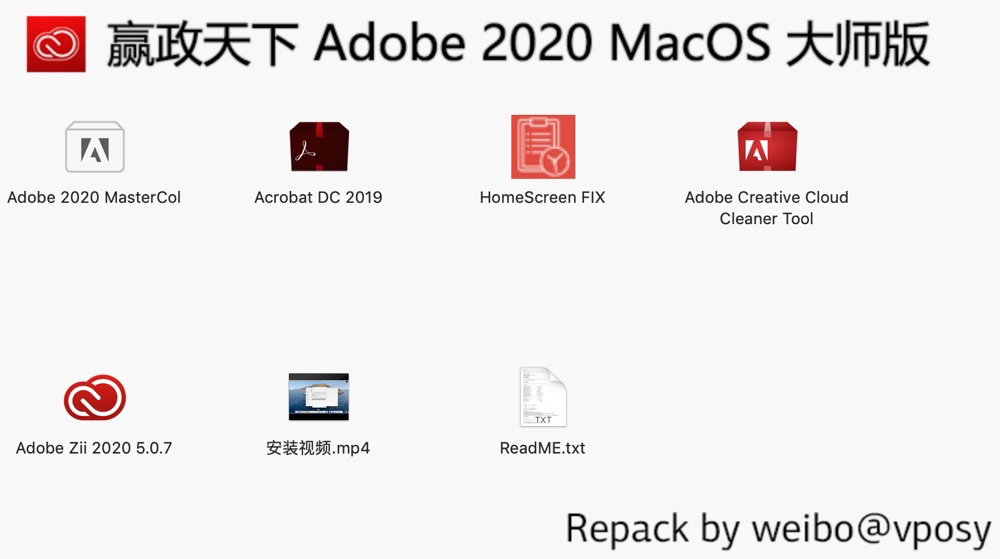 赢政天下 Adobe 2020 MacOS 大师版
Adobe 2020 MasterCol
Acrobat DC 2019
HomeScreen FIX
Adobe Creative Cloud
Cleaner Tool
Adobe Zii 2020 5.0.7
安装视频.mp4
TXT
ReadME.txt
Repack by weibo@vposy